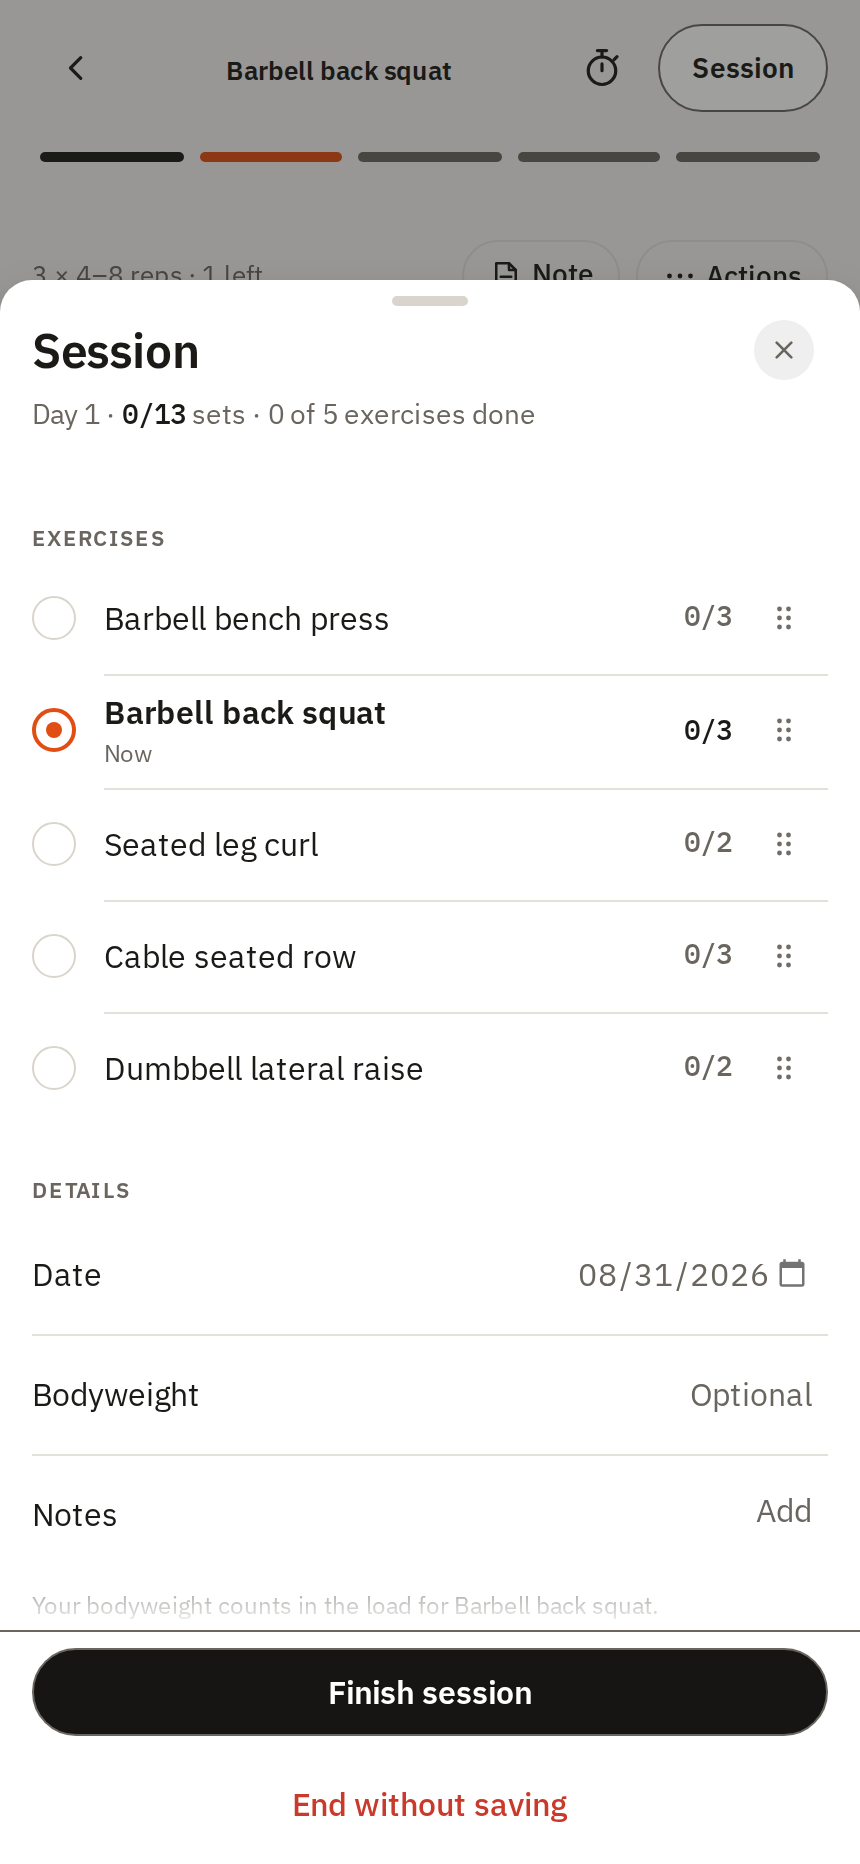 Barbell back squat
Session
3 × 4–8 reps · 1 left
Note
Actions
Session
Day 1 · 0/13 sets · 0 of 5 exercises done
EXERCISES
Barbell bench press 0/3
Barbell back squat 0/3
Now
Seated leg curl 0/2
Cable seated row 0/3
Dumbbell lateral raise 0/2
DETAILS
Date 08/31/2026
Bodyweight Optional
Notes Add
Your bodyweight counts in the load for Barbell back squat.
Finish session
End without saving